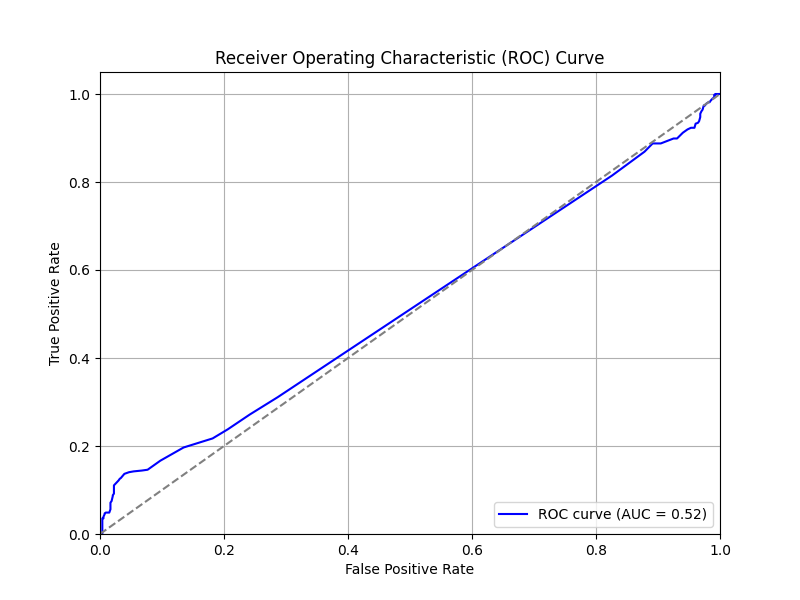 Receiver Operating Characteristic (ROC) Curve
1.0
0.8
0.6
0.4
0.2
0.0
True Positive Rate
ROC curve (AUC = 0.52)
0.0 0.2 0.4 0.6 0.8 1.0
False Positive Rate